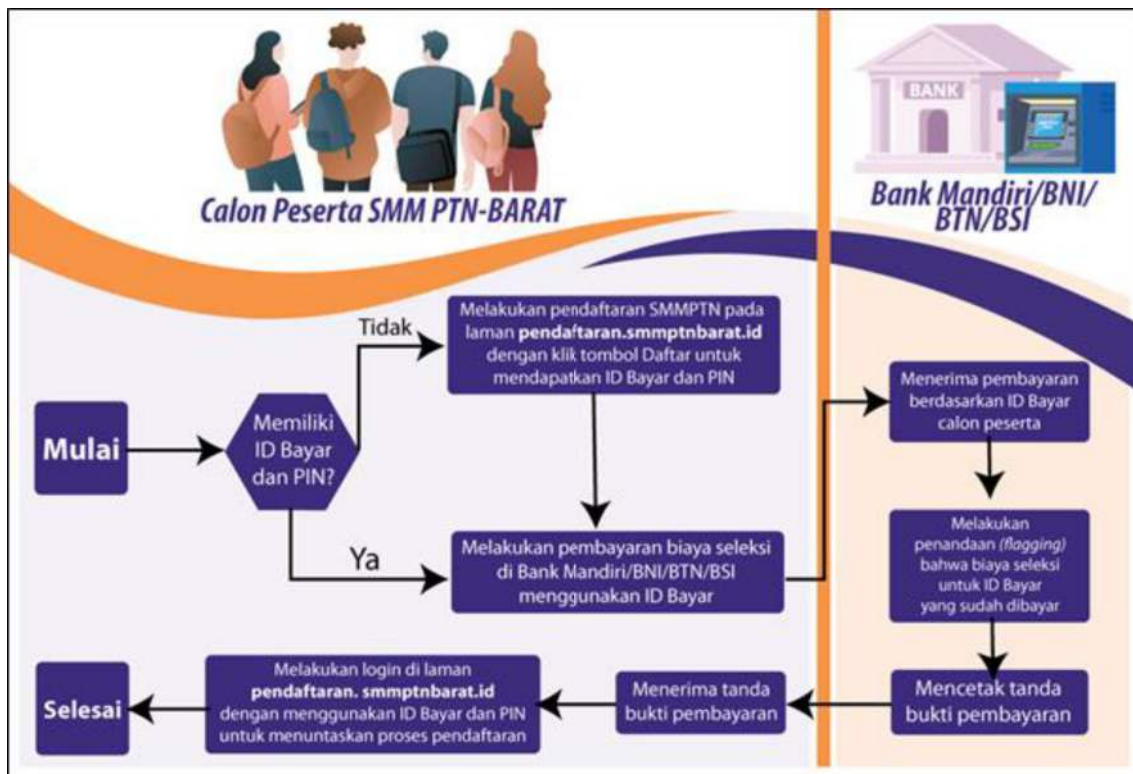 BANK
Calon Peserta SMM PTN-BARAT
Bank Mandiri/BNI/
BTN/BSI
Mulai
Memiliki
ID Bayar
dan PIN?
Tidak
Melakukan pendaftaran SMMPTN pada
laman pendaftaran.smmptnbarat.id
dengan klik tombol Daftar untuk
mendapatkan ID Bayar dan PIN
Ya
Melakukan pembayaran biaya seleksi
di Bank Mandiri/BNI/BTN/BSI
menggunakan ID Bayar
Menerima pembayaran
berdasarkan ID Bayar
calon peserta
Melakukan
penandaan (flagging)
bahwa biaya seleksi
untuk ID Bayar
yang sudah dibayar
Mencetak tanda
bukti pembayaran
Menerima tanda
bukti pembayaran
Melakukan login di laman
pendaftaran. smmptnbarat.id
dengan menggunakan ID Bayar dan PIN
untuk menuntaskan proses pendaftaran
Selesai